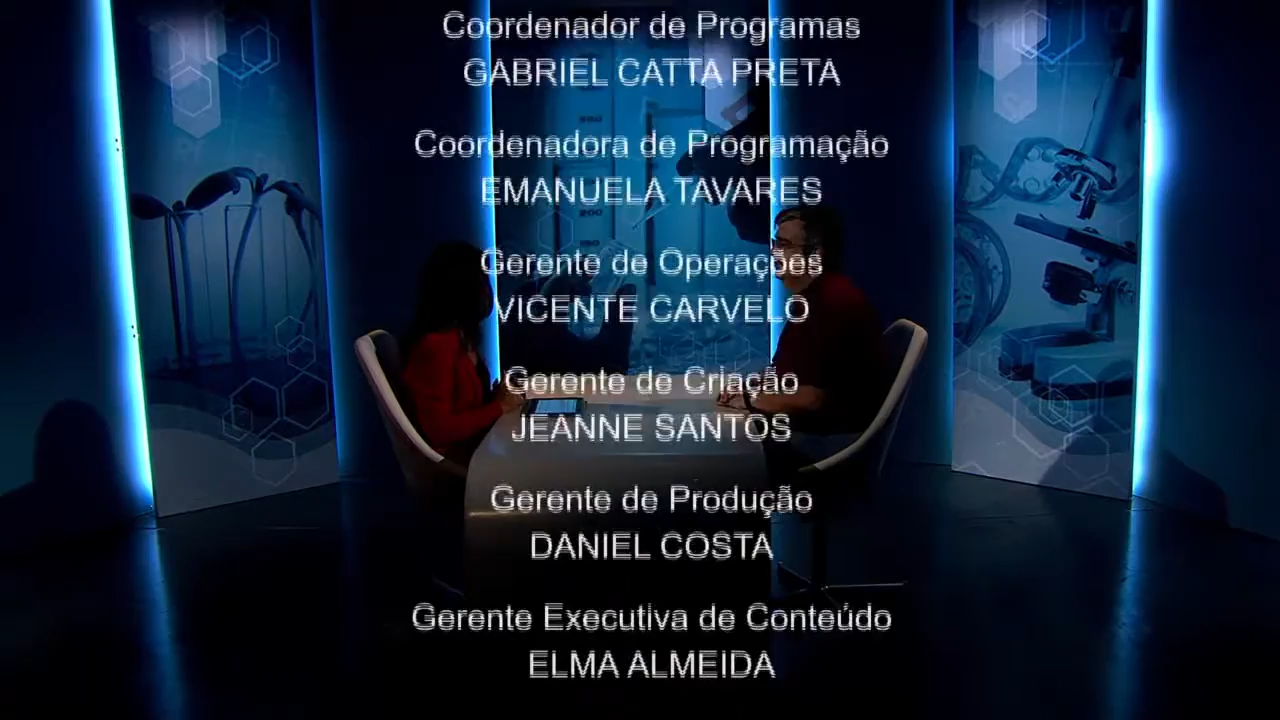 Coordenador de Programas
GABRIEL CATTA PRETA
Coordenadora de Programação
EMANUELA TAVARES
Gerente de Operações
VICENTE CARVELO
Gerente de Criação
JEANNE SANTOS
Gerente de Produção
DANIEL COSTA
Gerente Executiva de Conteúdo
ELMA ALMEIDA